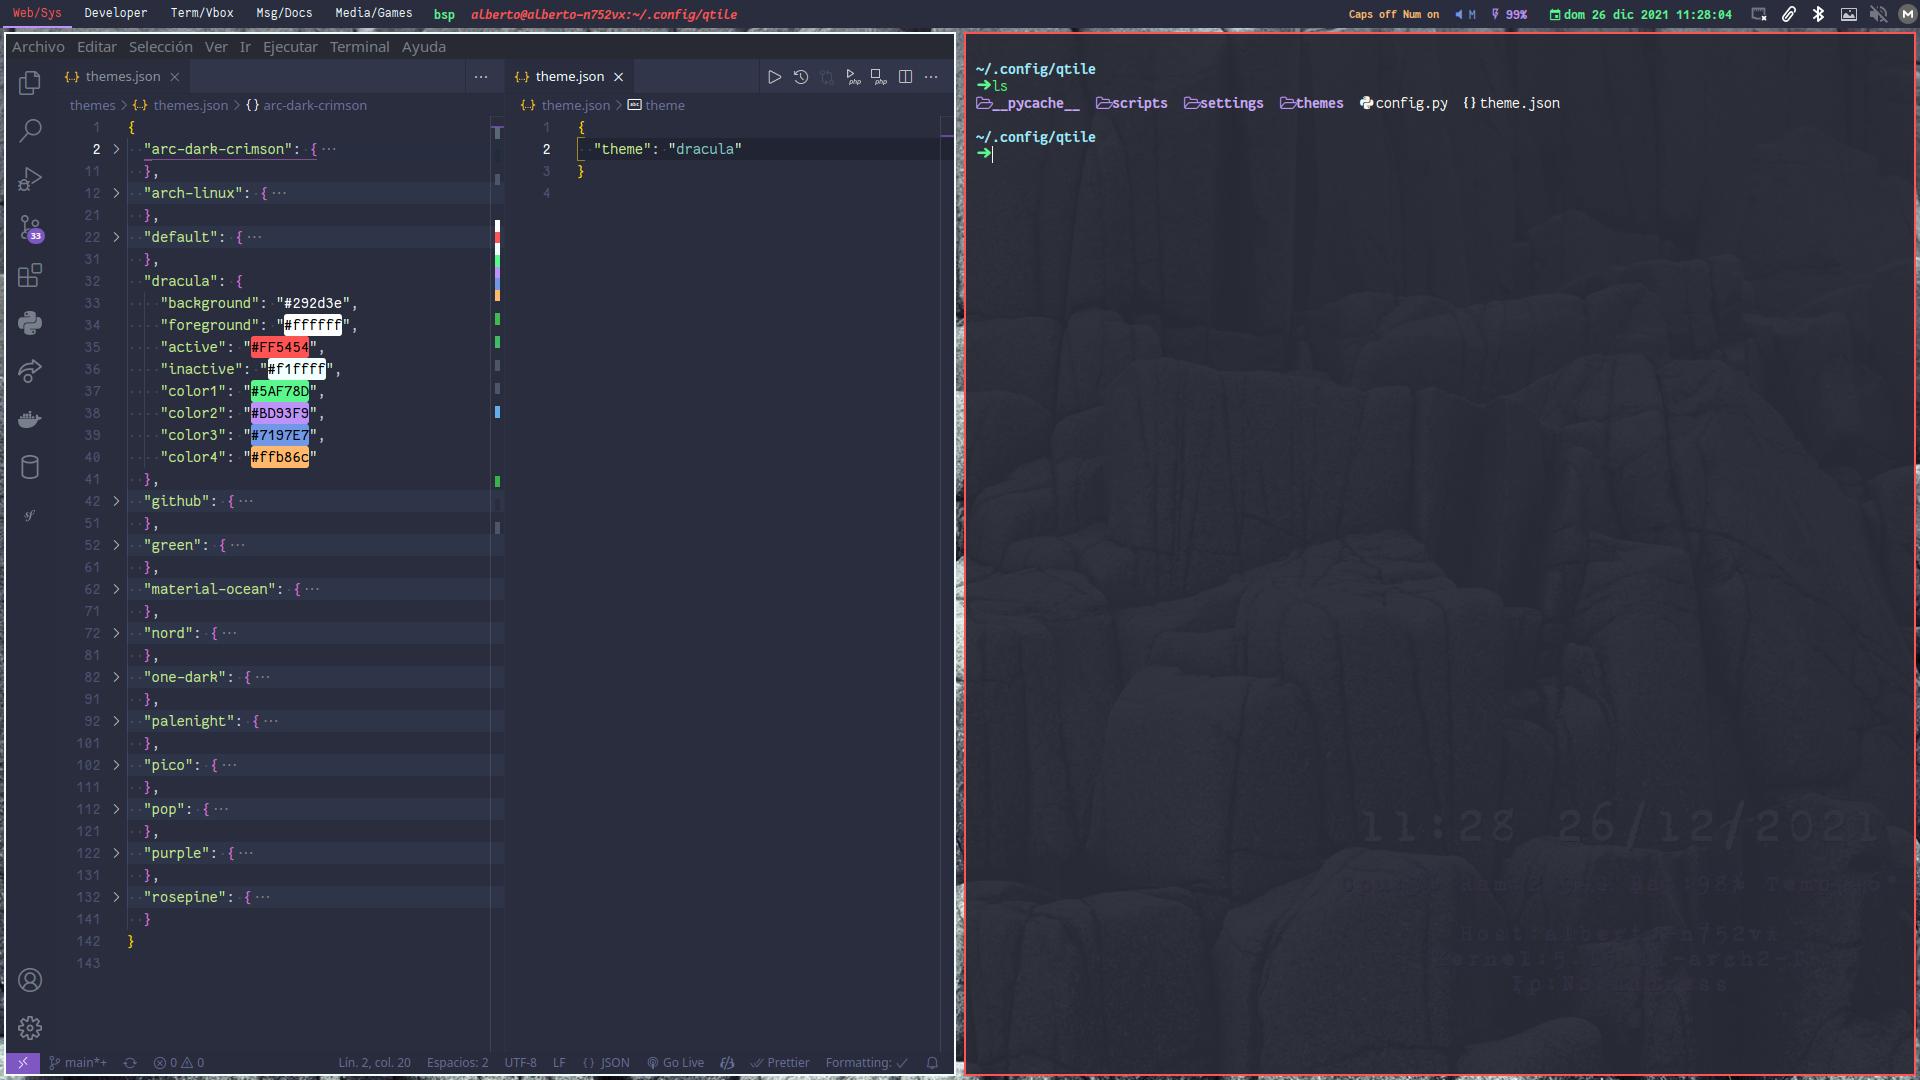 Web/Sys Developer Term/Vbox Msg/Docs Media/Games bsp alberto@alberto-n752vx:~/.config/qtile Caps off Num on M 99% dom 26 dic 2021 11:28:04 M
Archivo Editar Selección Ver Ir Ejecutar Terminal Ayuda
{..} themes.json × ···
themes > {..} themes.json > {} arc-dark-crimson
1 {
2 > "arc-dark-crimson": { ···
11 },
12 > "arch-linux": { ···
21 },
22 > "default": { ···
31 },
32 "dracula": {
33 "background": "#292d3e",
34 "foreground": "#ffffff",
35 "active": "#FF5454",
36 "inactive": "#f1ffff",
37 "color1": "#5AF78D",
38 "color2": "#BD93F9",
39 "color3": "#7197E7",
40 "color4": "#ffb86c"
41 },
42 > "github": { ···
51 },
52 > "green": { ···
61 },
62 > "material-ocean": { ···
71 },
72 > "nord": { ···
81 },
82 > "one-dark": { ···
91 },
92 > "palenight": { ···
101 },
102 > "pico": { ···
111 },
112 > "pop": { ···
121 },
122 > "purple": { ···
131 },
132 > "rosepine": { ···
141 }
142 }
143
33
{..} theme.json × php php ···
{..} theme.json > abc theme
1 {
2 "theme": "dracula"
3 }
4
main*+ 0 0 Lín. 2, col. 20 Espacios: 2 UTF-8 LF {} JSON Go Live Prettier Formatting: ✓
~/.config/qtile
➜ls
__pycache__ scripts settings themes config.py {} theme.json
~/.config/qtile
➜
11:28 26/12/2021